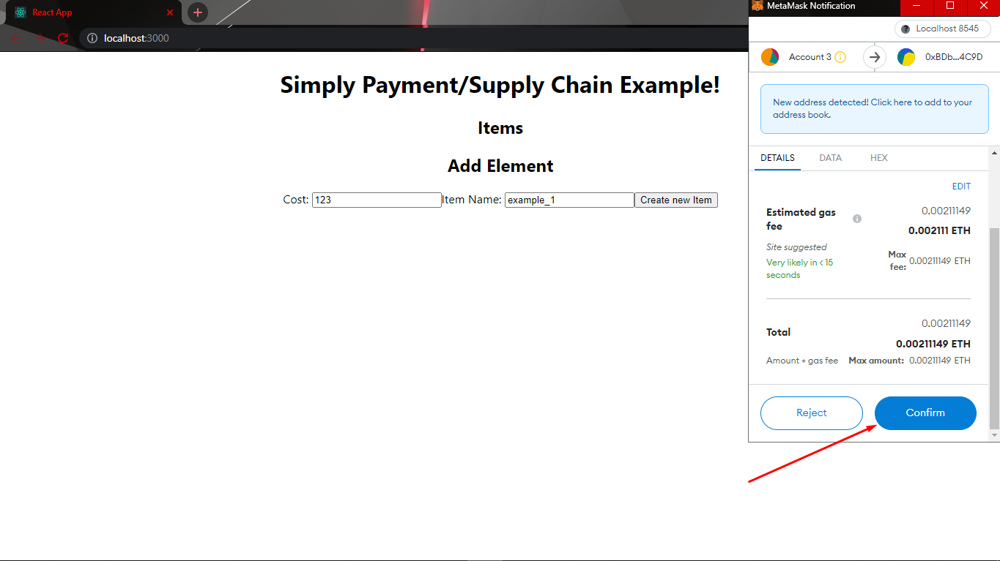 React App
localhost:3000
Simply Payment/Supply Chain Example!
Items
Add Element
Cost: 123 Item Name: example_1 Create new Item
MetaMask Notification
Localhost 8545
Account 3 0xBDb...4C9D
New address detected! Click here to add to your
address book.
DETAILS DATA HEX
EDIT
Estimated gas fee
0.00211149
0.002111 ETH
Site suggested
Very likely in < 15 seconds
Max fee: 0.00211149 ETH
Total
0.00211149
0.00211149 ETH
Amount + gas fee Max amount: 0.00211149 ETH
Reject Confirm